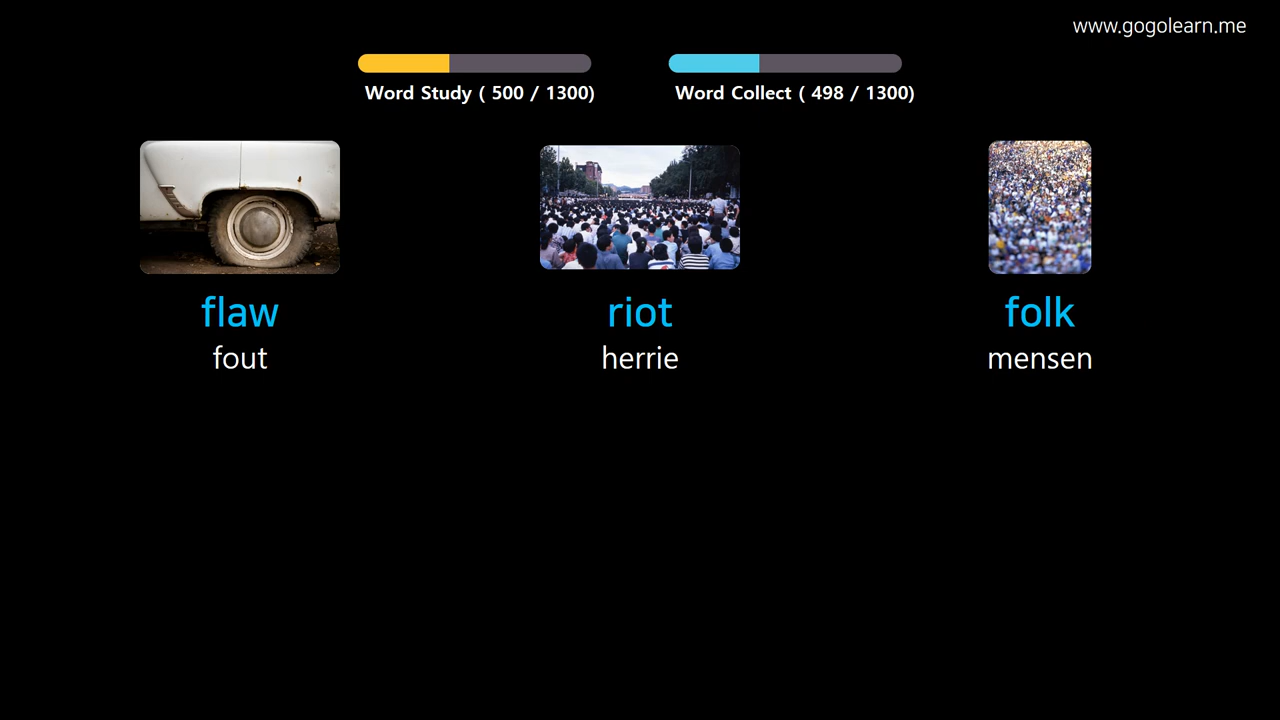 www.gogolearn.me
Word Study ( 500 / 1300)
Word Collect ( 498 / 1300)
flaw
fout
riot
herrie
folk
mensen